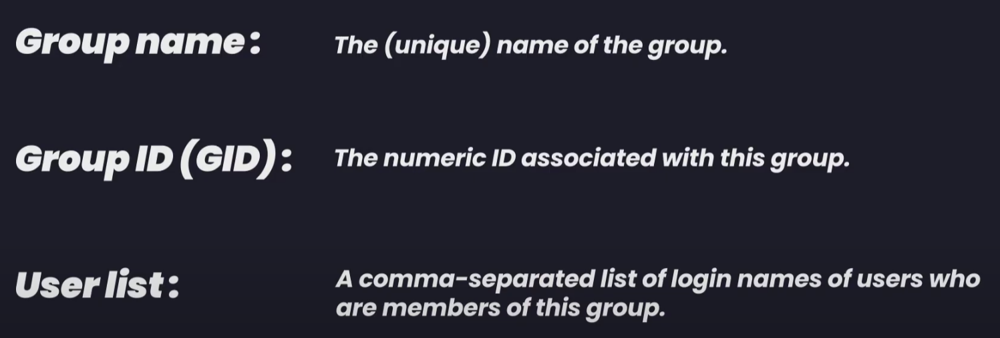 Group name:
The (unique) name of the group.
Group ID (GID):
The numeric ID associated with this group.
User list:
A comma-separated list of login names of users who
are members of this group.